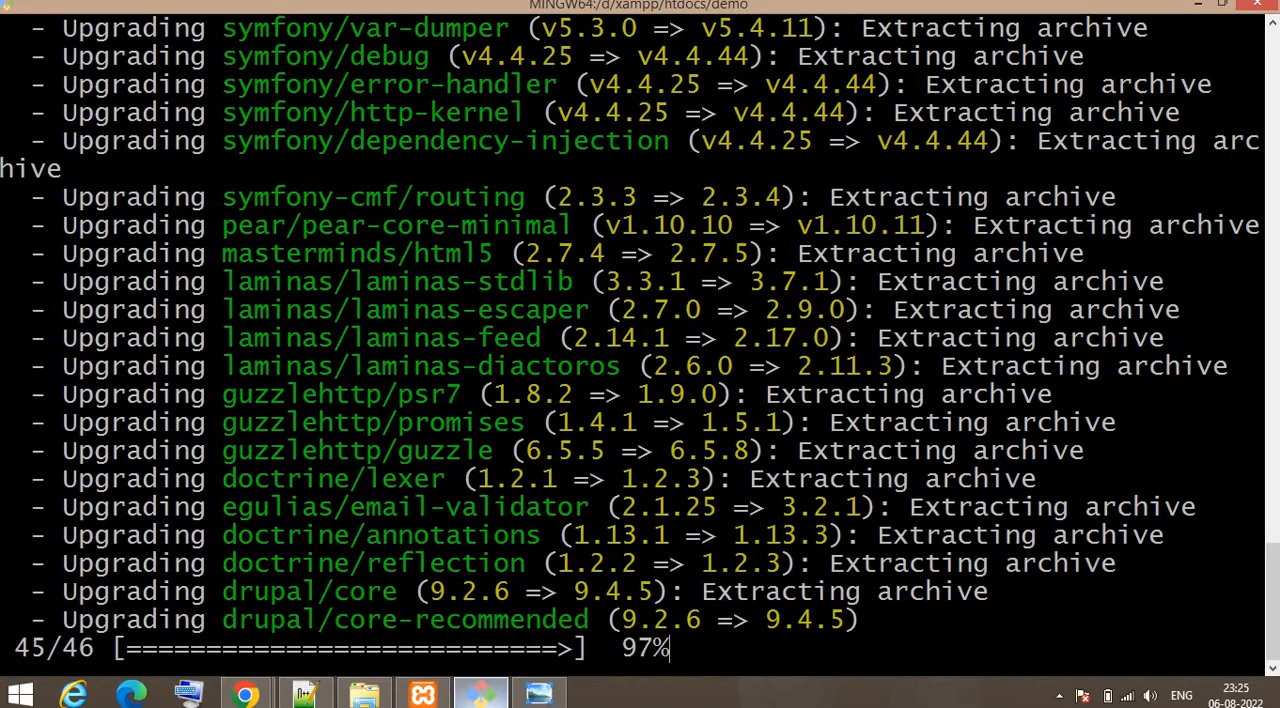 MINGW64:/d/xampp/htdocs/demo
- Upgrading symfony/var-dumper (v5.3.0 => v5.4.11): Extracting archive
- Upgrading symfony/debug (v4.4.25 => v4.4.44): Extracting archive
- Upgrading symfony/error-handler (v4.4.25 => v4.4.44): Extracting archive
- Upgrading symfony/http-kernel (v4.4.25 => v4.4.44): Extracting archive
- Upgrading symfony/dependency-injection (v4.4.25 => v4.4.44): Extracting arc
hive
- Upgrading symfony-cmf/routing (2.3.3 => 2.3.4): Extracting archive
- Upgrading pear/pear-core-minimal (v1.10.10 => v1.10.11): Extracting archive
- Upgrading masterminds/html5 (2.7.4 => 2.7.5): Extracting archive
- Upgrading laminas/laminas-stdlib (3.3.1 => 3.7.1): Extracting archive
- Upgrading laminas/laminas-escaper (2.7.0 => 2.9.0): Extracting archive
- Upgrading laminas/laminas-feed (2.14.1 => 2.17.0): Extracting archive
- Upgrading laminas/laminas-diactoros (2.6.0 => 2.11.3): Extracting archive
- Upgrading guzzlehttp/psr7 (1.8.2 => 1.9.0): Extracting archive
- Upgrading guzzlehttp/promises (1.4.1 => 1.5.1): Extracting archive
- Upgrading guzzlehttp/guzzle (6.5.5 => 6.5.8): Extracting archive
- Upgrading doctrine/lexer (1.2.1 => 1.2.3): Extracting archive
- Upgrading egulias/email-validator (2.1.25 => 3.2.1): Extracting archive
- Upgrading doctrine/annotations (1.13.1 => 1.13.3): Extracting archive
- Upgrading doctrine/reflection (1.2.2 => 1.2.3): Extracting archive
- Upgrading drupal/core (9.2.6 => 9.4.5): Extracting archive
- Upgrading drupal/core-recommended (9.2.6 => 9.4.5)
45/46 [===========================>] 97%
ENG
23:25
06-08-2022